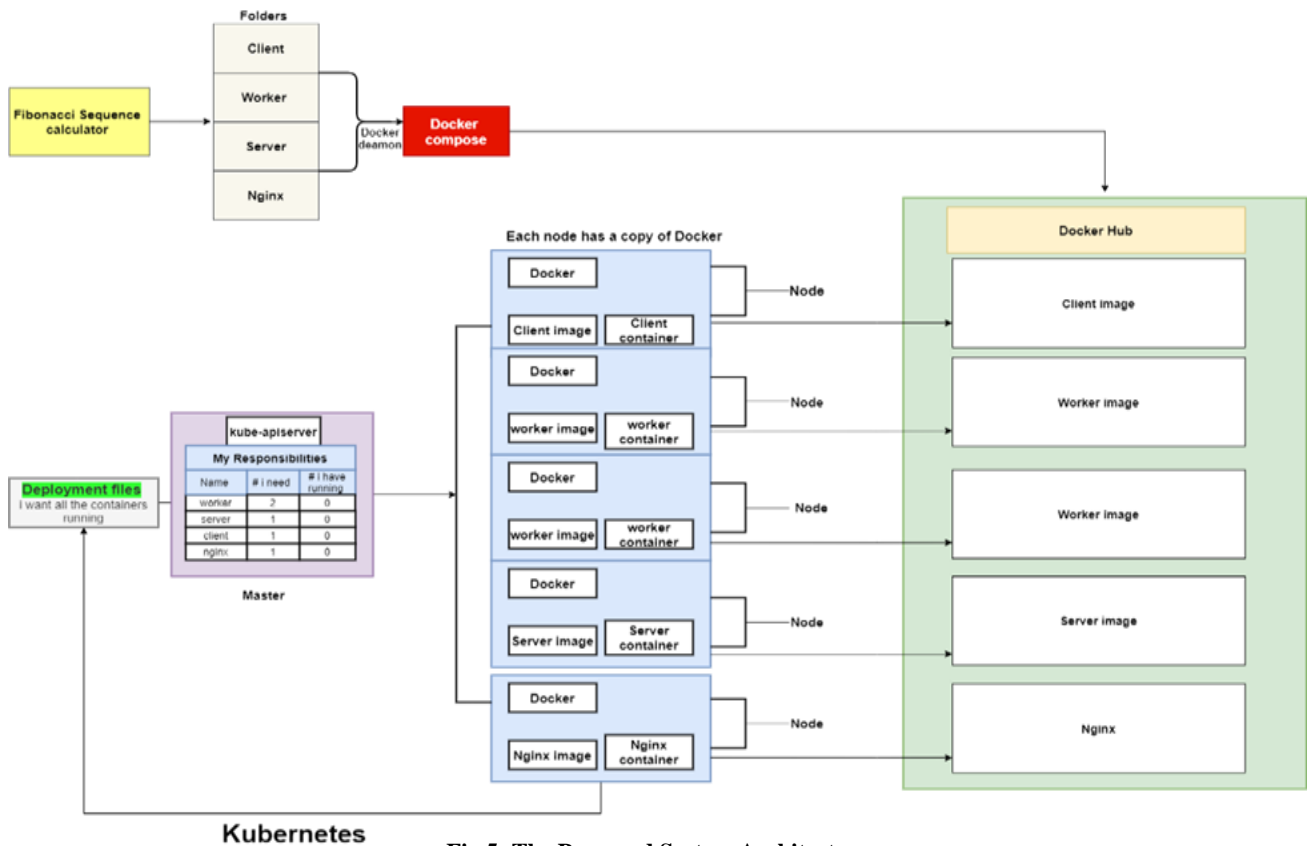 Folders
Client
Worker
Server
Nginx
Fibonacci Sequence
calculator
Docker
deamon
Docker
compose
Each node has a copy of Docker
Docker
Client image
Client
container
Node
Docker
worker image
worker
container
Node
Docker
worker image
worker
container
Node
Docker
Server image
Server
container
Node
Docker
Nginx image
Nginx
container
Node
Docker Hub
Client image
Worker image
Worker image
Server image
Nginx
Deployment files
I want all the containers
running
kube-apiserver
My Responsibilities
Name # i need # i have
running
worker 2 0
server 1 0
client 1 0
nginx 1 0
Master
Kubernetes